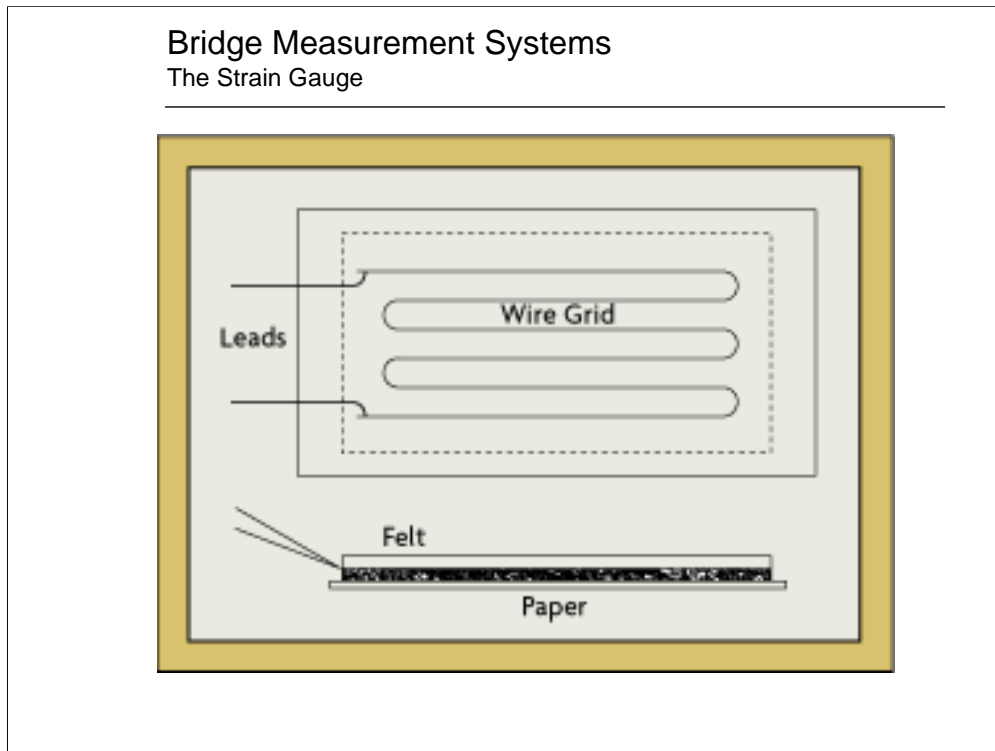 Bridge Measurement Systems
The Strain Gauge
Wire Grid
Leads
Felt
Paper